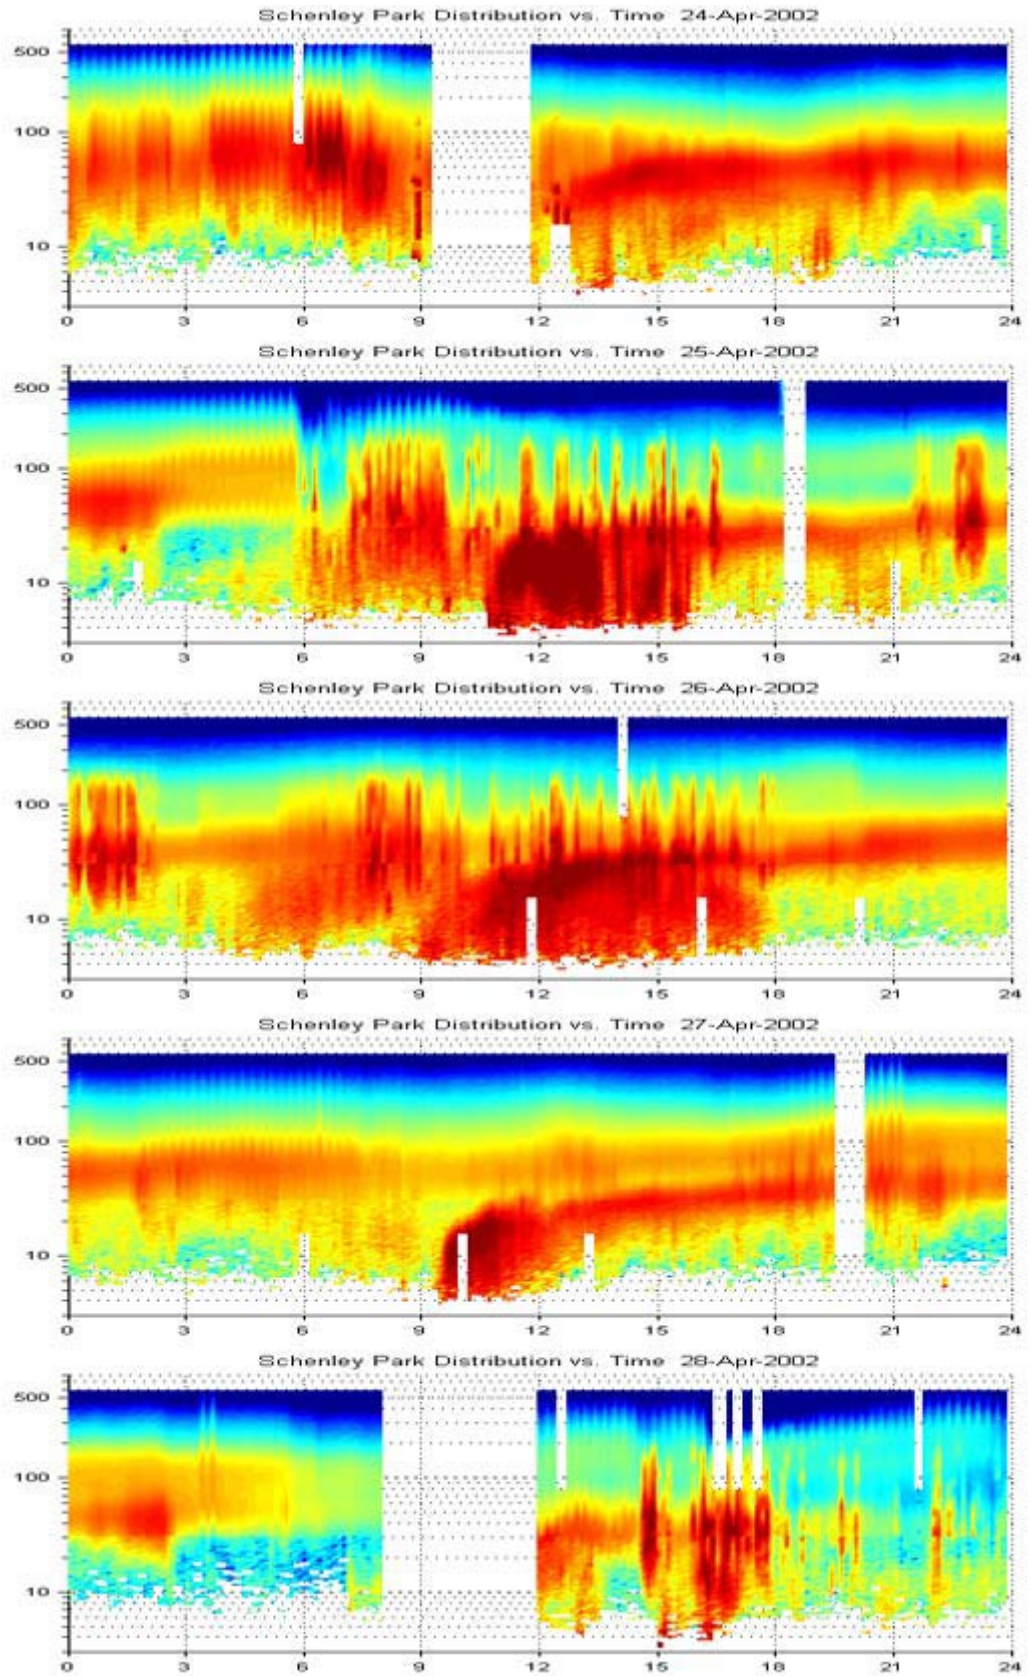 Schenley Park Distribution vs. Time 24-Apr-2002
500
100
10
0 3 6 9 12 15 18 21 24
Schenley Park Distribution vs. Time 25-Apr-2002
500
100
10
0 3 6 9 12 15 18 21 24
Schenley Park Distribution vs. Time 26-Apr-2002
500
100
10
0 3 6 9 12 15 18 21 24
Schenley Park Distribution vs. Time 27-Apr-2002
500
100
10
0 3 6 9 12 15 18 21 24
Schenley Park Distribution vs. Time 28-Apr-2002
500
100
10
0 3 6 9 12 15 18 21 24